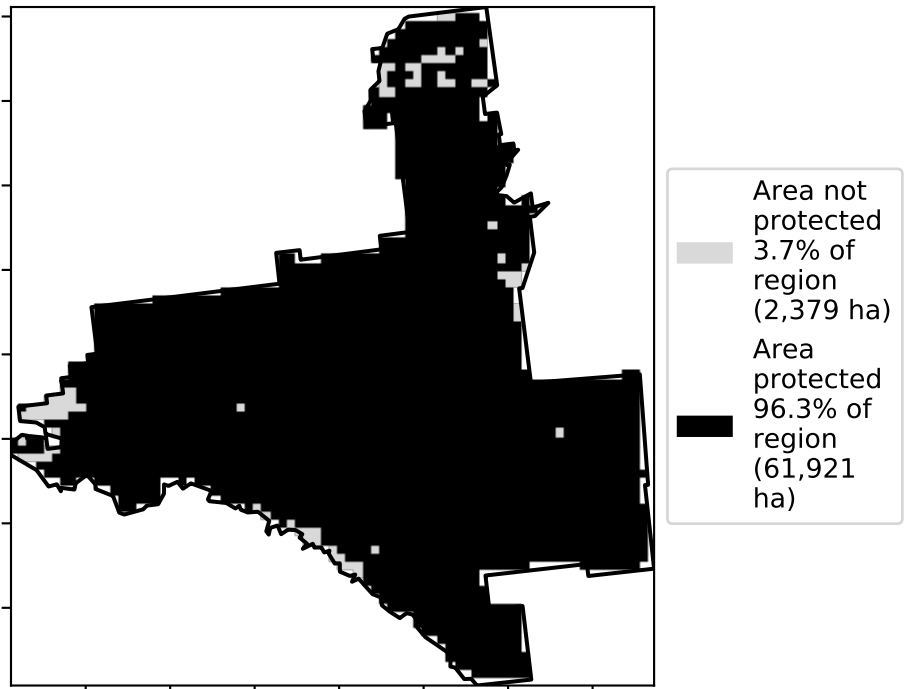 Area not
protected
3.7% of
region
(2,379 ha)
Area
protected
96.3% of
region
(61,921
ha)